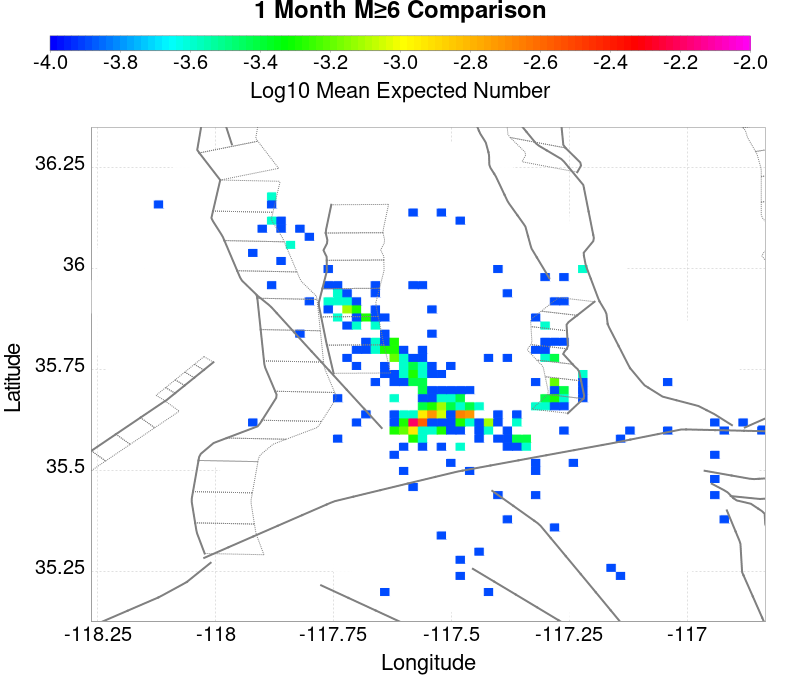 1 Month M≥6 Comparison
-4.0 -3.8 -3.6 -3.4 -3.2 -3.0 -2.8 -2.6 -2.4 -2.2 -2.0
Log10 Mean Expected Number
36.25
36
35.75
35.5
35.25
Latitude
-118.25 -118 -117.75 -117.5 -117.25 -117
Longitude